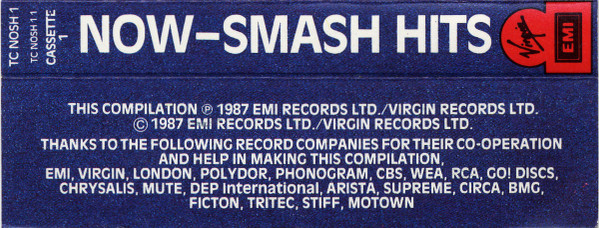 TC NOSH 1
TC NOSH 1 1
CASSETTE
1
NOW–SMASH HITS
Virgin
EMI
THIS COMPILATION ℗ 1987 EMI RECORDS LTD./VIRGIN RECORDS LTD.
© 1987 EMI RECORDS LTD./VIRGIN RECORDS LTD.
THANKS TO THE FOLLOWING RECORD COMPANIES FOR THEIR CO-OPERATION
AND HELP IN MAKING THIS COMPILATION,
EMI, VIRGIN, LONDON, POLYDOR, PHONOGRAM, CBS, WEA, RCA, GO! DISCS,
CHRYSALIS, MUTE, DEP International, ARISTA, SUPREME, CIRCA, BMG,
FICTON, TRITEC, STIFF, MOTOWN